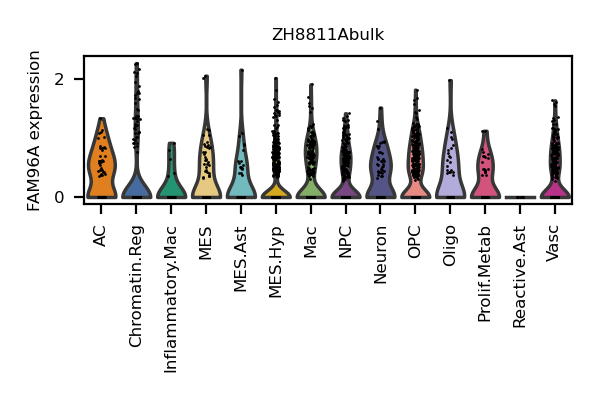 ZH8811Abulk
FAM96A expression
2
0
AC
Chromatin.Reg
Inflammatory.Mac
MES
MES.Ast
MES.Hyp
Mac
NPC
Neuron
OPC
Oligo
Prolif.Metab
Reactive.Ast
Vasc